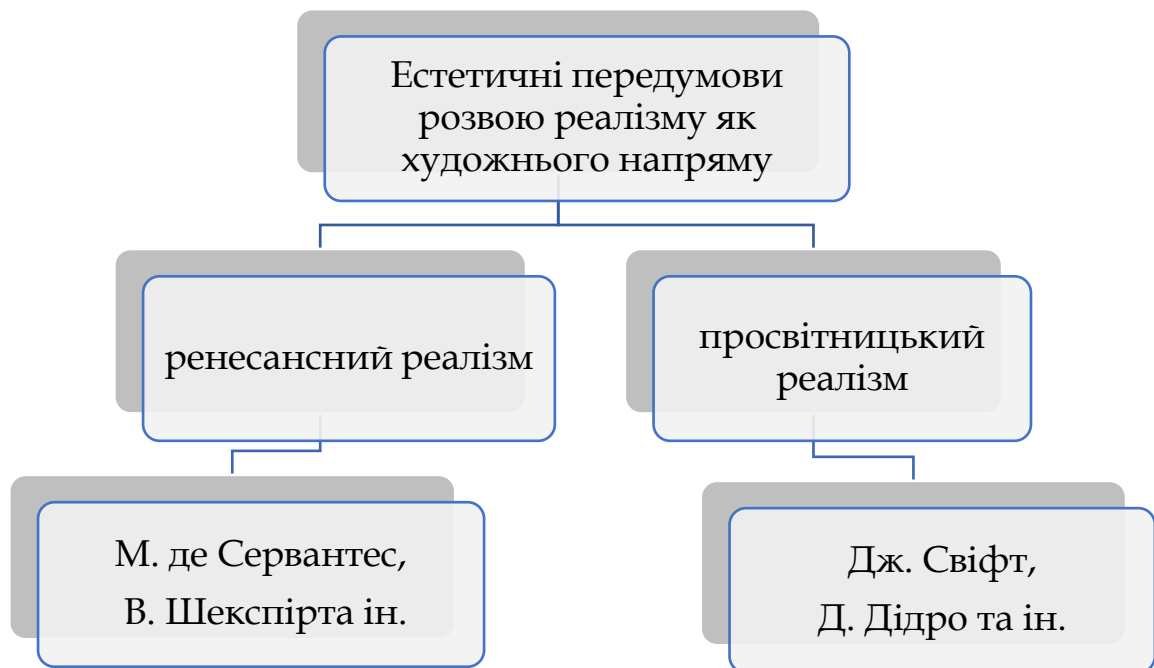 Естетичні передумови
розвою реалізму як
художнього напряму
ренесансний реалізм
просвітницький
реалізм
М. де Сервантес,
В. Шекспірта ін.
Дж. Свіфт,
Д. Дідро та ін.